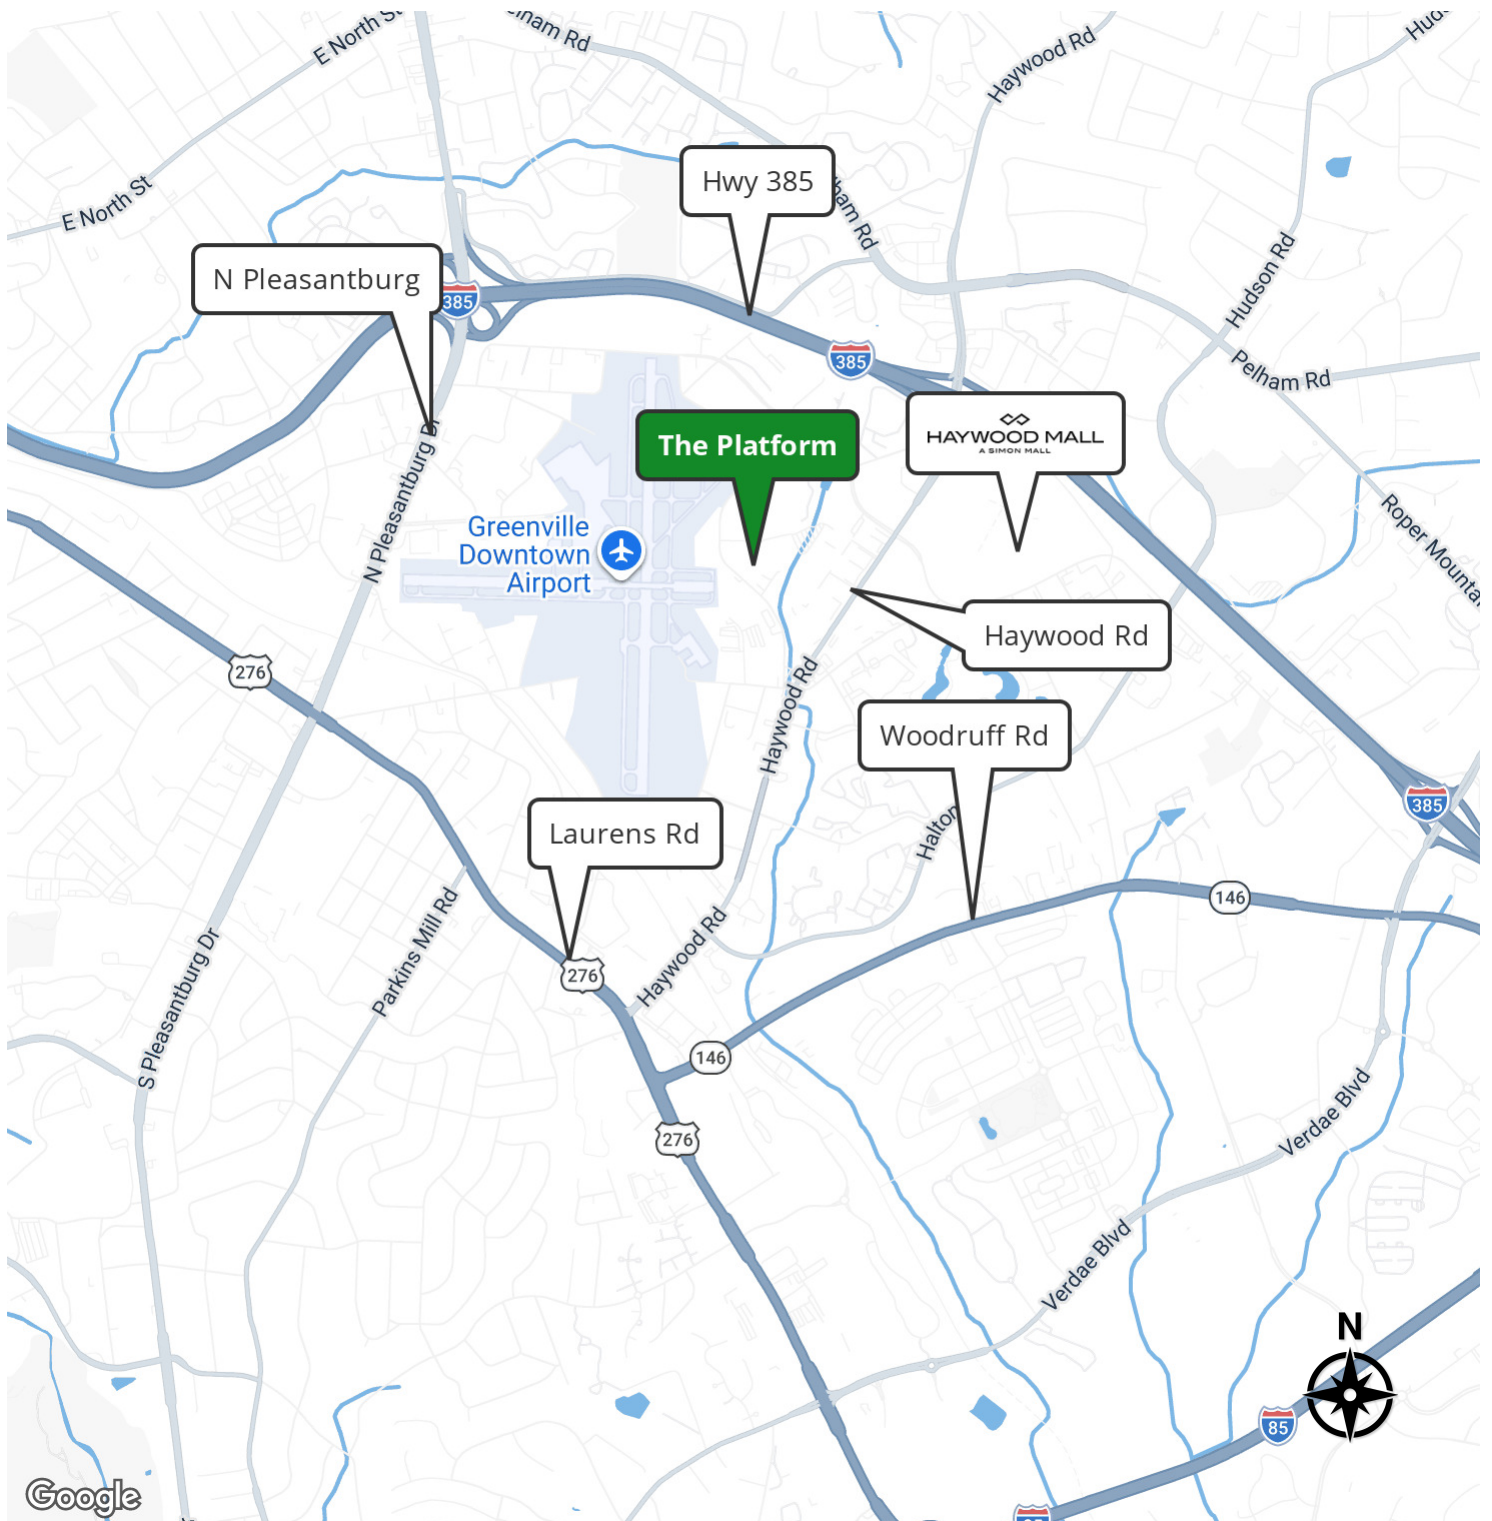 E North St
Pelham Rd
Haywood Rd
E North St
Hwy 385
N Pleasantburg
385
385
Hudson Rd
Pelham Rd
The Platform
HAYWOOD MALL
A SIMON MALL
N Pleasantburg Dr
Greenville
Downtown
Airport
Roper
276
Haywood Rd
Haywood Rd
Woodruff Rd
Laurens Rd
Halton
385
146
Parkins Mill Rd
Haywood Rd
276
S Pleasantburg Dr
146
276
Verdae Blvd
Verdae Blvd
N
85
Google